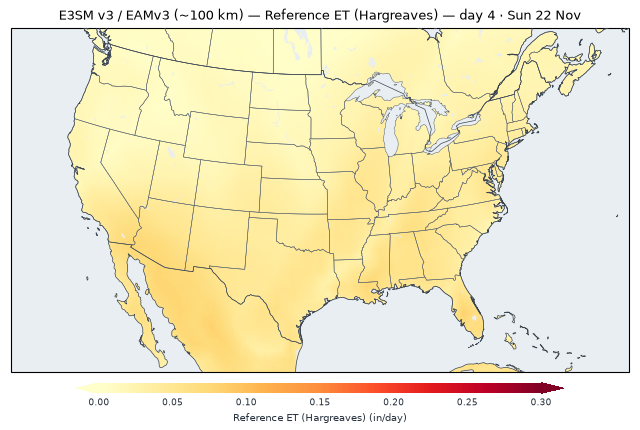 E3SM v3 / EAMv3 (~100 km) — Reference ET (Hargreaves) — day 4 · Sun 22 Nov
0.00 0.05 0.10 0.15 0.20 0.25 0.30
Reference ET (Hargreaves) (in/day)